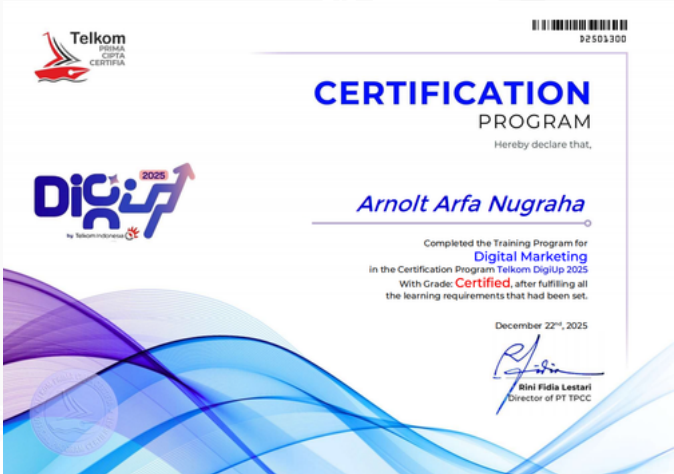 Telkom
PRIMA
CIPTA
CERTIFIA
D2501300
CERTIFICATION
PROGRAM
Hereby declare that,
2025
DigiUp
by TelkomIndonesia
Arnolt Arfa Nugraha
Completed the Training Program for
Digital Marketing
in the Certification Program Telkom DigiUp 2025
With Grade: Certified, after fulfilling all
the learning requirements that had been set.
December 22nd, 2025
Rini Fidia Lestari
Director of PT TPCC